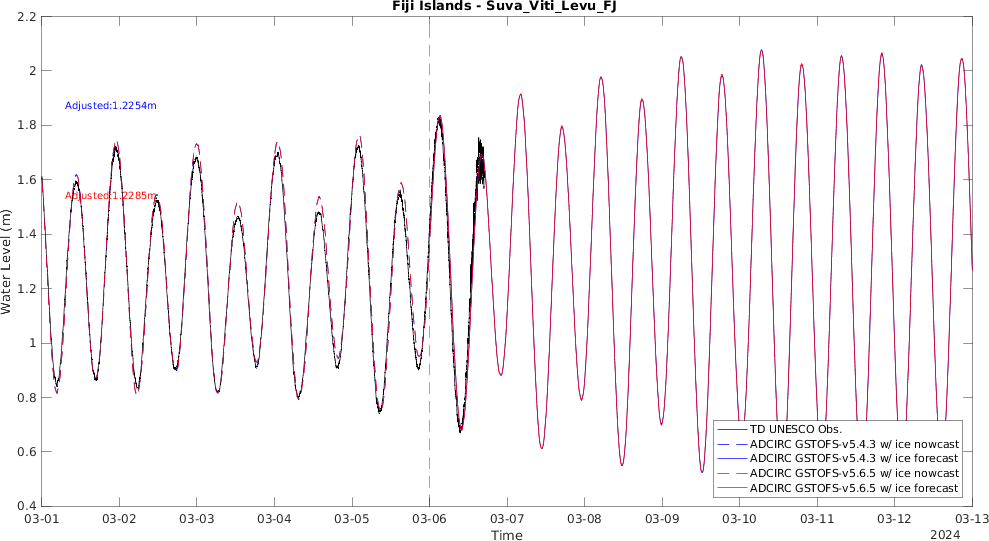 Fiji Islands - Suva_Viti_Levu_FJ
2.2
2
1.8
1.6
1.4
1.2
1
0.8
0.6
0.4
Water Level (m)
Adjusted:1.2254m
Adjusted:1.2285m
TD UNESCO Obs.
ADCIRC GSTOFS-v5.4.3 w/ ice nowcast
ADCIRC GSTOFS-v5.4.3 w/ ice forecast
ADCIRC GSTOFS-v5.6.5 w/ ice nowcast
ADCIRC GSTOFS-v5.6.5 w/ ice forecast
03-01 03-02 03-03 03-04 03-05 03-06 03-07 03-08 03-09 03-10 03-11 03-12 03-13
Time
2024